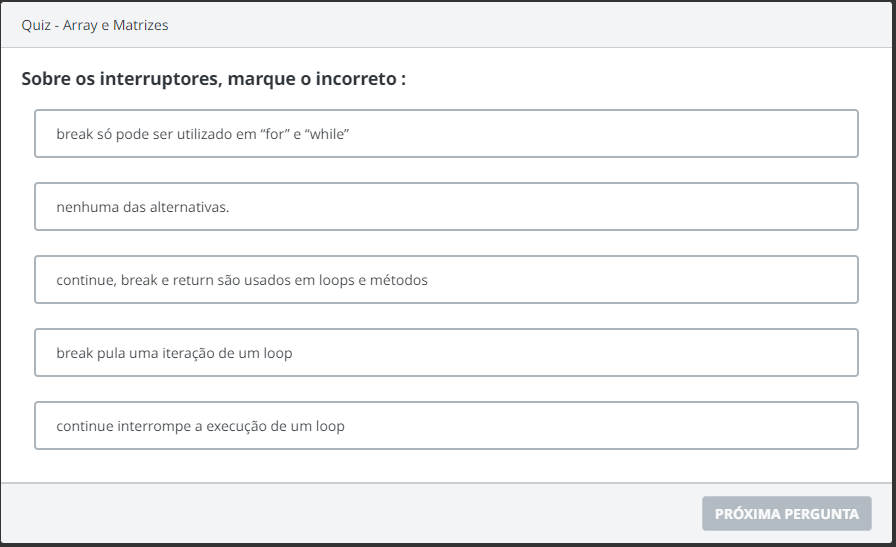 Quiz - Array e Matrizes
Sobre os interruptores, marque o incorreto :
break só pode ser utilizado em “for” e “while”
nenhuma das alternativas.
continue, break e return são usados em loops e métodos
break pula uma iteração de um loop
continue interrompe a execução de um loop
PRÓXIMA PERGUNTA